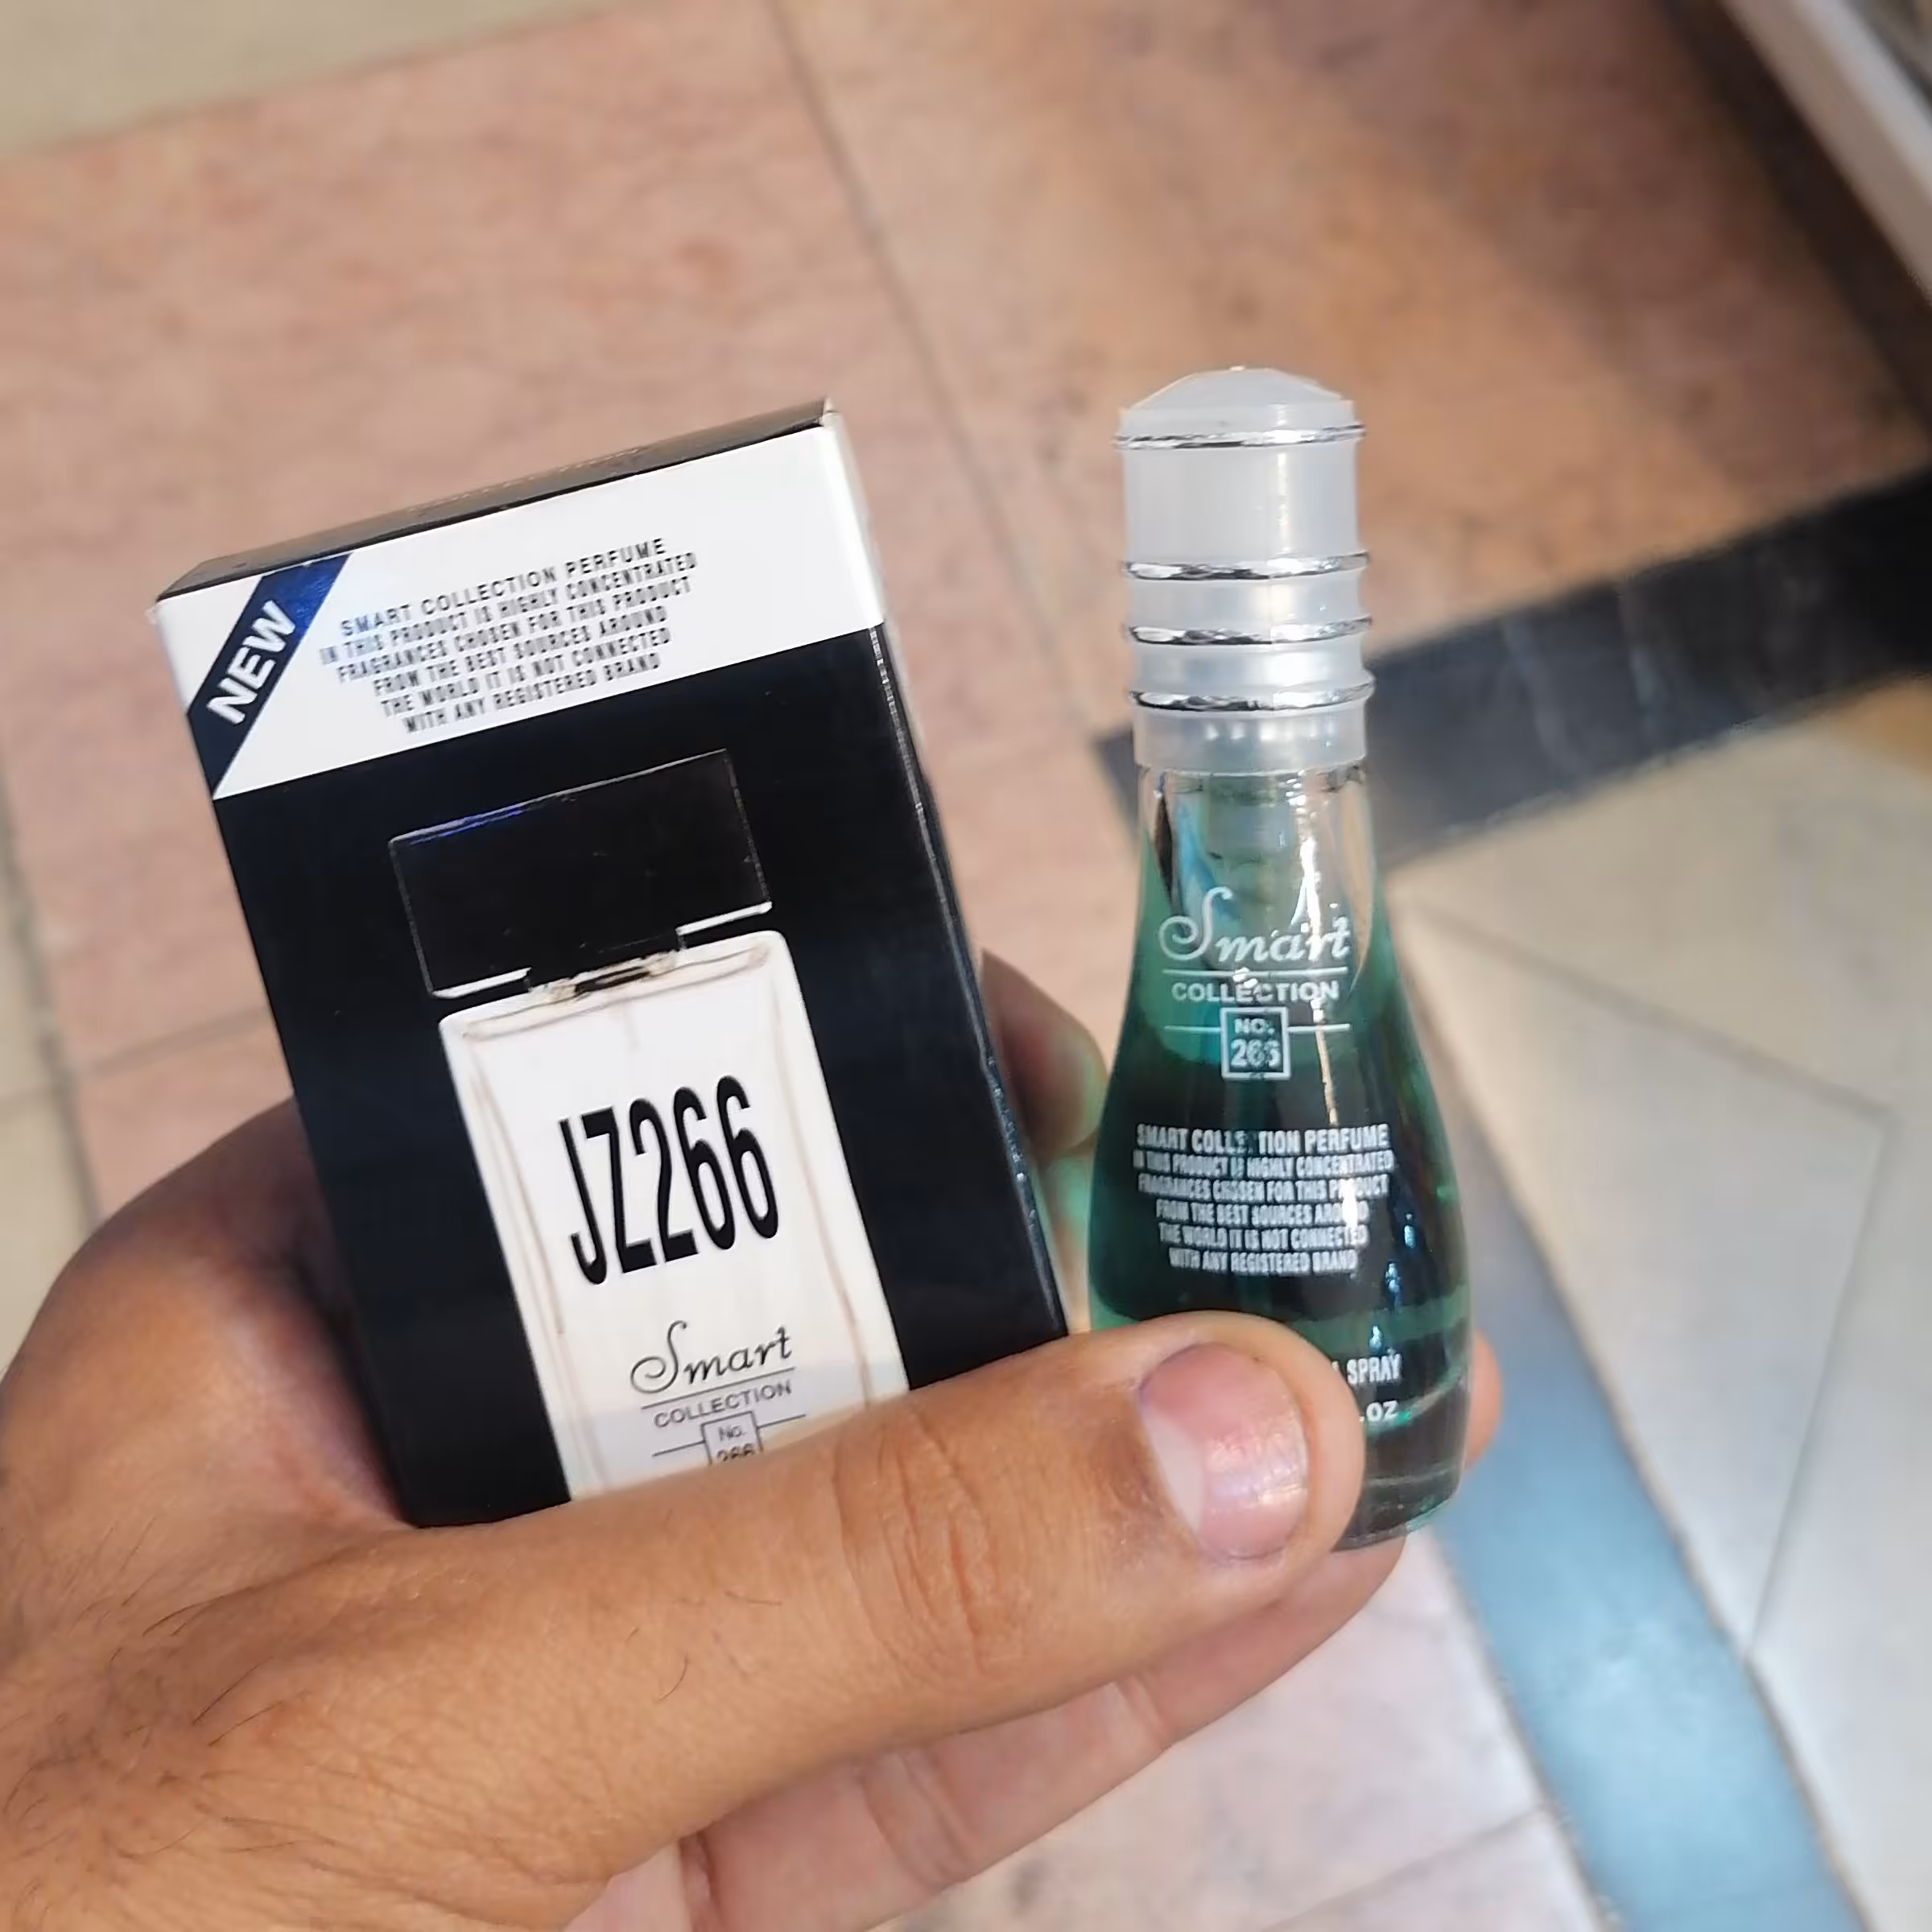 NEW
SMART COLLECTION PERFUME
IN THIS PRODUCT IS HIGHLY CONCENTRATED
FRAGRANCES CHOSEN FOR THIS PRODUCT
FROM THE BEST SOURCES AROUND
THE WORLD IT IS NOT CONNECTED
WITH ANY REGISTERED BRAND
JZ266
Smart
COLLECTION
No.
266
Smart
COLLECTION
NO.
266
SMART COLLECTION PERFUME
IN THIS PRODUCT IS HIGHLY CONCENTRATED
FRAGRANCES CHOSEN FOR THIS PRODUCT
FROM THE BEST SOURCES AROUND
THE WORLD IT IS NOT CONNECTED
WITH ANY REGISTERED BRAND
SPRAY
.OZ